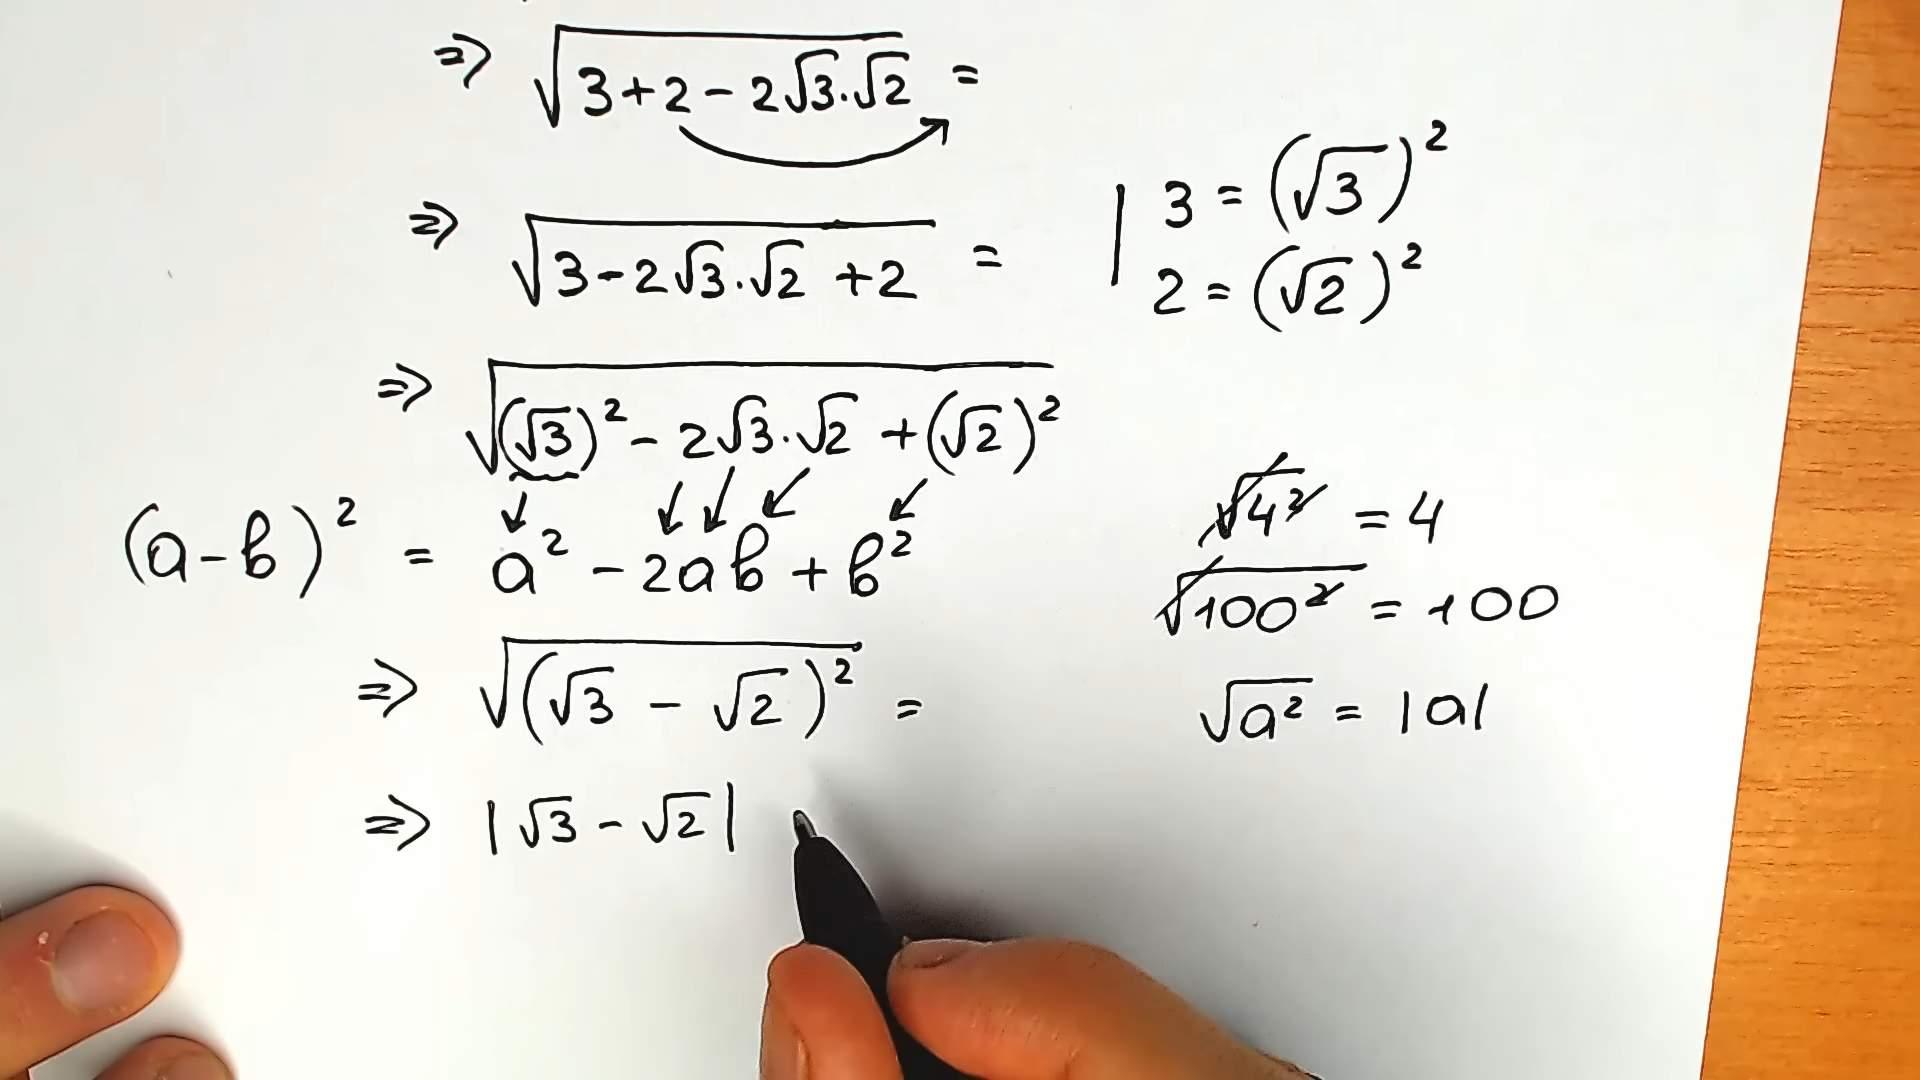 ⇒ √(3+2-2√3·√2) =
⇒ √(3-2√3·√2+2) =
| 3 = (√3)²
2 = (√2)²
⇒ √((√3)²-2√3·√2+(√2)²)
(a-b)² = a²-2ab+b²
⇒ √((√3-√2)²) =
⇒ |√3-√2|
√4² = 4
√100² = 100
√a² = |a|